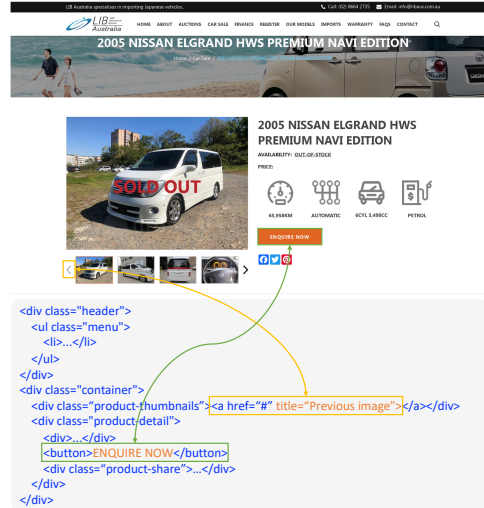 LIB Australia specialises in importing Japanese vehicles.
Call: (02) 8664 2735 Email: info@libaus.com.au
LIB
Australia
HOME ABOUT AUCTIONS CAR SALE FINANCE REGISTER OUR MODELS IMPORTS WARRANTY FAQS CONTACT
2005 NISSAN ELGRAND HWS PREMIUM NAVI EDITION
Home / Car Sale /
2005 NISSAN ELGRAND HWS
PREMIUM NAVI EDITION
AVAILABILITY: OUT-OF-STOCK
PRICE:
SOLD OUT
65,958KM AUTOMATIC 6CYL 3,498CC PETROL
ENQUIRE NOW
<div class="header">
<ul class="menu">
<li>...</li>
</ul>
</div>
<div class="container">
<div class=“product-thumbnails”><a href=“#” title=“Previous image”></a></div>
<div class="product-detail">
<div>...</div>
<button>ENQUIRE NOW</button>
<div class=“product-share”>...</div>
</div>
</div>